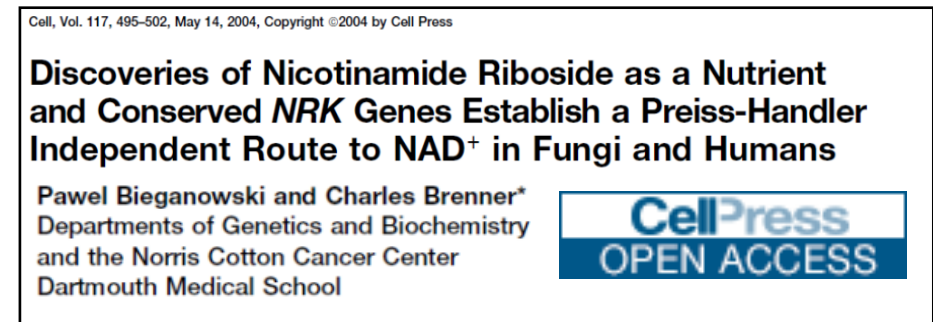 Cell, Vol. 117, 495–502, May 14, 2004, Copyright ©2004 by Cell Press
Discoveries of Nicotinamide Riboside as a Nutrient
and Conserved NRK Genes Establish a Preiss-Handler
Independent Route to NAD⁺ in Fungi and Humans
Pawel Bieganowski and Charles Brenner*
Departments of Genetics and Biochemistry
and the Norris Cotton Cancer Center
Dartmouth Medical School
CellPress
OPEN ACCESS